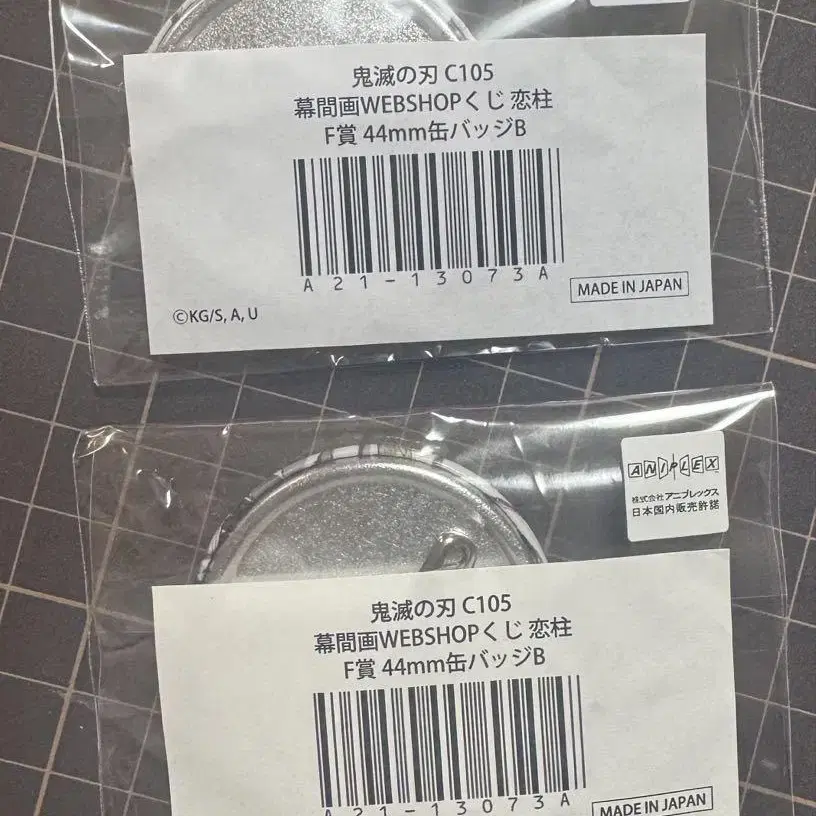 鬼滅の刃 C105
幕間画WEBSHOPくじ 恋柱
F賞 44mm缶バッジB
A21-13073A
MADE IN JAPAN
©KG/S, A, U
ANIPLEX
株式会社アニプレックス
日本国内販売許諾
鬼滅の刃 C105
幕間画WEBSHOPくじ 恋柱
F賞 44mm缶バッジB
A21-13073A
MADE IN JAPAN